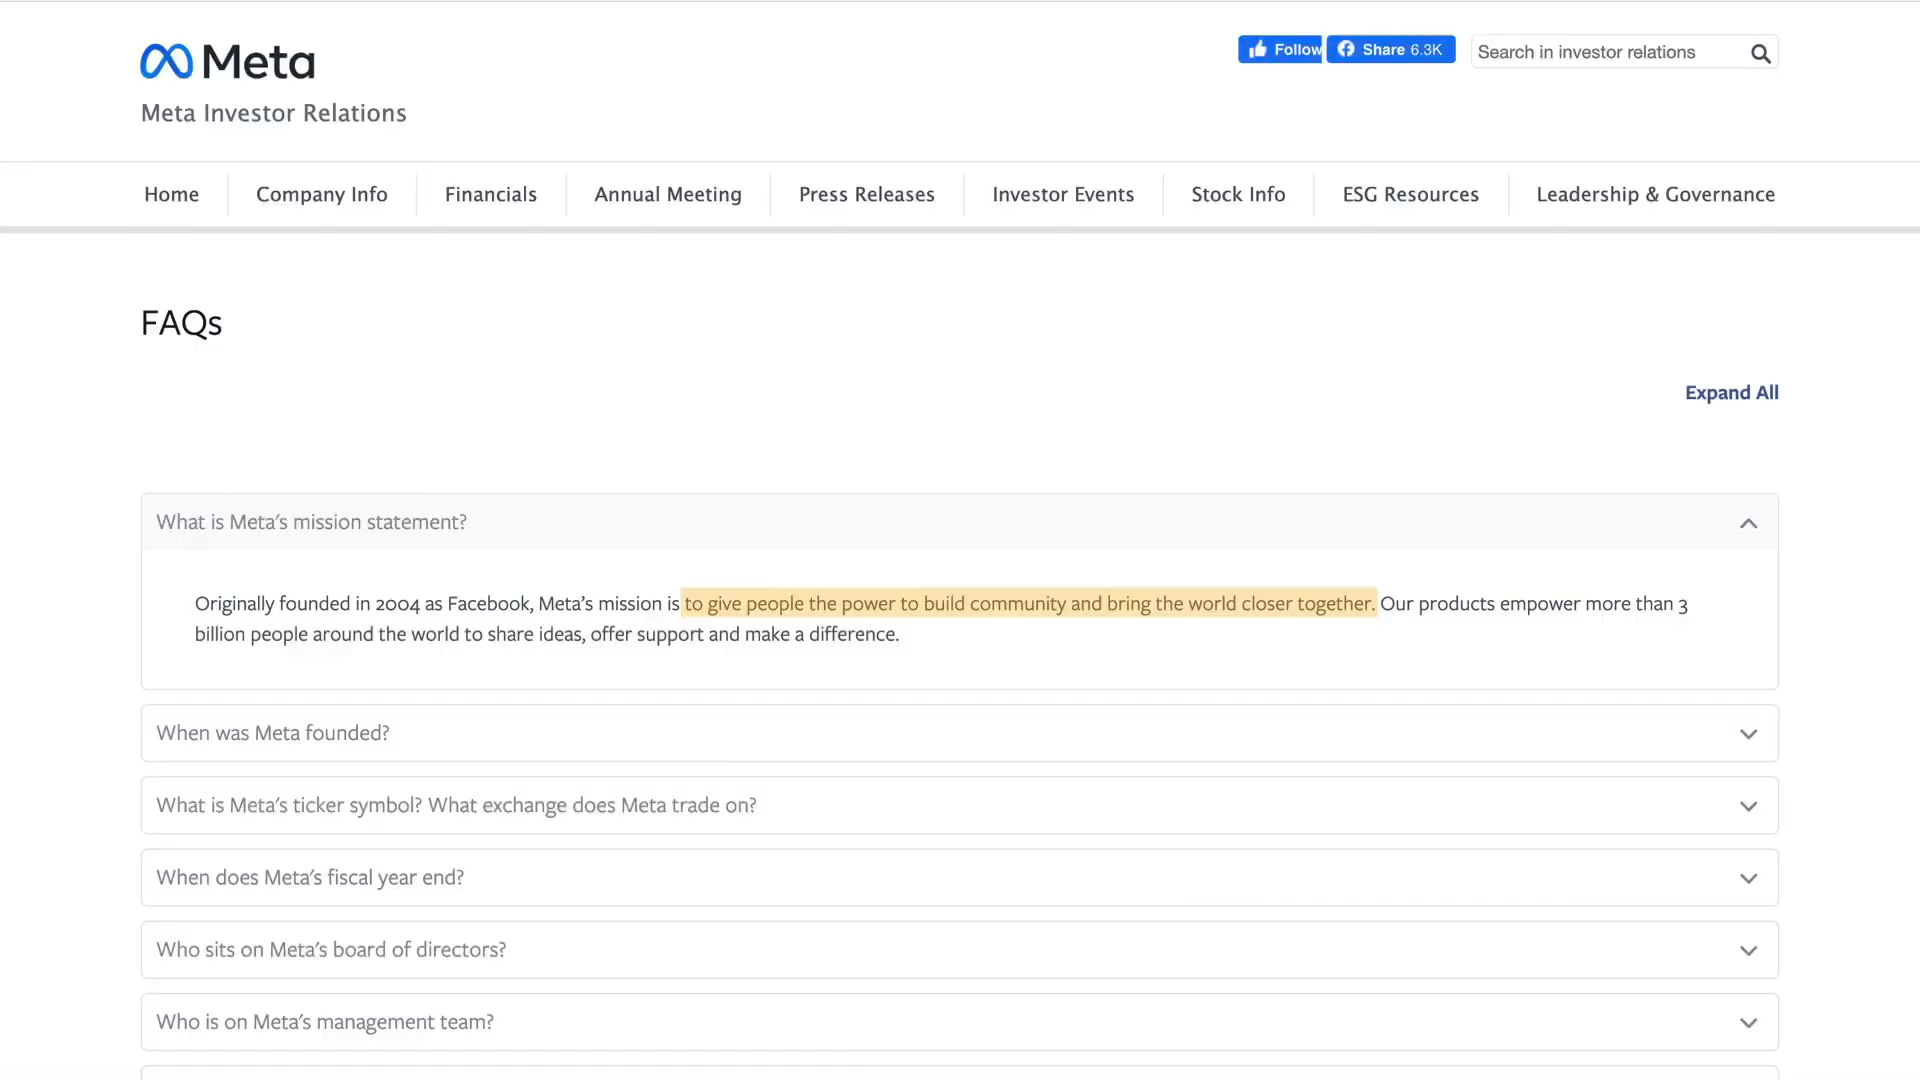 Meta
Meta Investor Relations
Follow
Share 6.3K
Search in investor relations
Home
Company Info
Financials
Annual Meeting
Press Releases
Investor Events
Stock Info
ESG Resources
Leadership & Governance
FAQs
Expand All
What is Meta's mission statement?
Originally founded in 2004 as Facebook, Meta's mission is to give people the power to build community and bring the world closer together. Our products empower more than 3
billion people around the world to share ideas, offer support and make a difference.
When was Meta founded?
What is Meta's ticker symbol? What exchange does Meta trade on?
When does Meta's fiscal year end?
Who sits on Meta's board of directors?
Who is on Meta's management team?